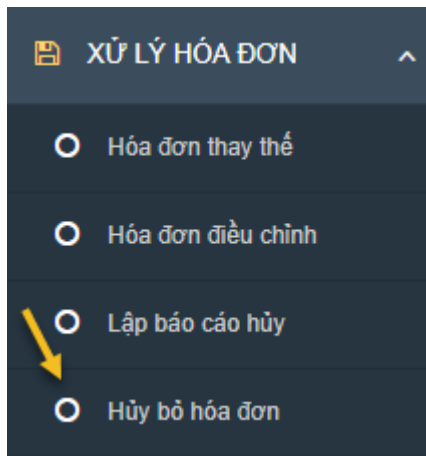 XỬ LÝ HÓA ĐƠN
Hóa đơn thay thế
Hóa đơn điều chỉnh
Lập báo cáo hủy
Hủy bỏ hóa đơn